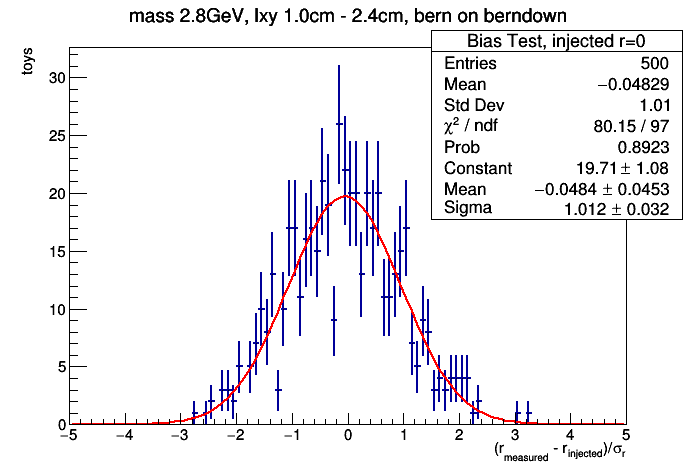 mass 2.8GeV, lxy 1.0cm - 2.4cm, bern on berndown
toys
Bias Test, injected r=0
Entries 500
Mean −0.04829
Std Dev 1.01
χ² / ndf 80.15 / 97
Prob 0.8923
Constant 19.71 ± 1.08
Mean −0.0484 ± 0.0453
Sigma 1.012 ± 0.032
30
25
20
15
10
5
0
−5 −4 −3 −2 −1 0 1 2 3 4 5
(r_measured - r_injected)/σ_r